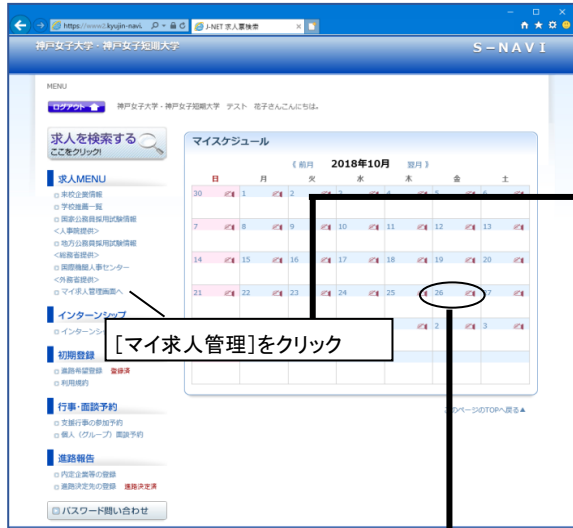 https://www2.kyujin-navi.
J-NET 求人票検索
神戸女子大学・神戸女子短期大学
S－NAVI
MENU
ログアウト
神戸女子大学・神戸女子短期大学 テスト 花子さんこんにちは。
求人を検索する
ここをクリック!
マイスケジュール
《 前月 2018年10月 翌月 》
日 月 火 水 木 金 土
30 1 2 3 4 5 6
7 8 9 10 11 12 13
14 15 16 17 18 19 20
21 22 23 24 25 26 27
2 3
求人MENU
本校企業情報
学校推薦一覧
国家公務員採用試験情報
<人事院提供>
地方公務員採用試験情報
<総務省提供>
国際機関人事センター
<外務省提供>
マイ求人管理画面へ
インターンシップ
インターンシ
[マイ求人管理]をクリック
初期登録
進路希望登録 登録済
利用規約
行事・面談予約
支援行事の参加予約
個人（グループ）面談予約
このページのTOPへ戻る▲
進路報告
内定企業等の登録
進路決定先の登録 進路決定済
パスワード問い合わせ